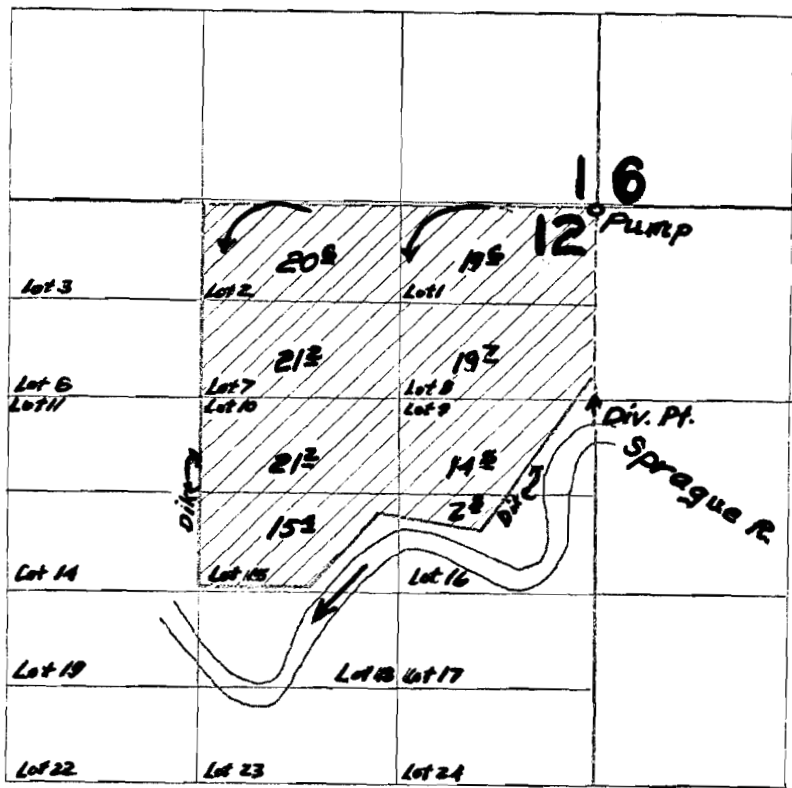 1 6
12 Pump
20
Lot 3 Lot 2 Lot 1
21 19
Lot 6 Lot 7 Lot 8
Lot 11 Lot 10 Lot 9
Div. Pt.
Sprague R.
21 14
Dike
15 2
Lot 14 Lot 15 Lot 16
Lot 19 Lot 18 Lot 17
Lot 22 Lot 23 Lot 24